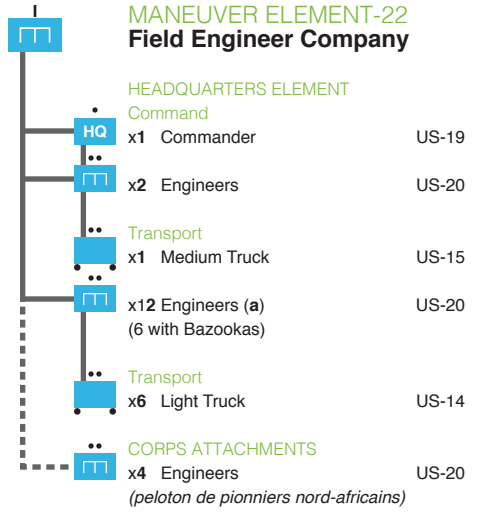 MANEUVER ELEMENT-22
Field Engineer Company
HEADQUARTERS ELEMENT
Command
HQ x1 Commander US-19
x2 Engineers US-20
Transport
x1 Medium Truck US-15
x12 Engineers (a) US-20
(6 with Bazookas)
Transport
x6 Light Truck US-14
CORPS ATTACHMENTS
x4 Engineers US-20
(peloton de pionniers nord-africains)